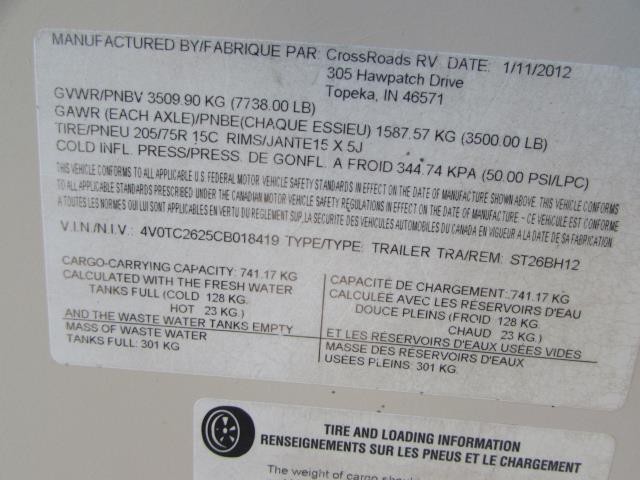 MANUFACTURED BY/FABRIQUE PAR: CrossRoads RV DATE: 1/11/2012
305 Hawpatch Drive
Topeka, IN 46571
GVWR/PNBV 3509.90 KG (7738.00 LB)
GAWR (EACH AXLE)/PNBE(CHAQUE ESSIEU) 1587.57 KG (3500.00 LB)
TIRE/PNEU 205/75R 15C RIMS/JANTE15 X 5J
COLD INFL. PRESS/PRESS. DE GONFL. A FROID 344.74 KPA (50.00 PSI/LPC)
THIS VEHICLE CONFORMS TO ALL APPLICABLE U.S. FEDERAL MOTOR VEHICLE SAFETY STANDARDS IN EFFECT ON THE DATE OF MANUFACTURE SHOWN ABOVE. THIS VEHICLE CONFORMS
TO ALL APPLICABLE STANDARDS PRESCRIBED UNDER THE CANADIAN MOTOR VEHICLE SAFETY REGULATIONS IN EFFECT ON THE DATE OF MANUFACTURE - CE VEHICULE EST CONFORME
A TOUTES LES NORMES QUI LUI SONT APPLICABLES EN VERTU DU REGLEMENT SUR LA SECURITE DES VEHICULES AUTOMOBILES DU CANADA EN VIGUEUR A LA DATE DE SA FABRICATION.
V.I.N./N.I.V.: 4V0TC2625CB018419 TYPE/TYPE: TRAILER TRA/REM: ST26BH12
CARGO-CARRYING CAPACITY: 741.17 KG
CALCULATED WITH THE FRESH WATER
TANKS FULL (COLD 128 KG.
HOT 23 KG.)
AND THE WASTE WATER TANKS EMPTY
MASS OF WASTE WATER
TANKS FULL: 301 KG
CAPACITÉ DE CHARGEMENT: 741.17 KG
CALCULÉE AVEC LES RÉSERVOIRS D'EAU
DOUCE PLEINS (FROID 128 KG.
CHAUD 23 KG.)
ET LES RÉSERVOIRS D'EAUX USÉES VIDES
MASSE DES RÉSERVOIRS D'EAUX
USÉES PLEINS: 301 KG.
TIRE AND LOADING INFORMATION
RENSEIGNEMENTS SUR LES PNEUS ET LE CHARGEMENT
The weight of cargo should